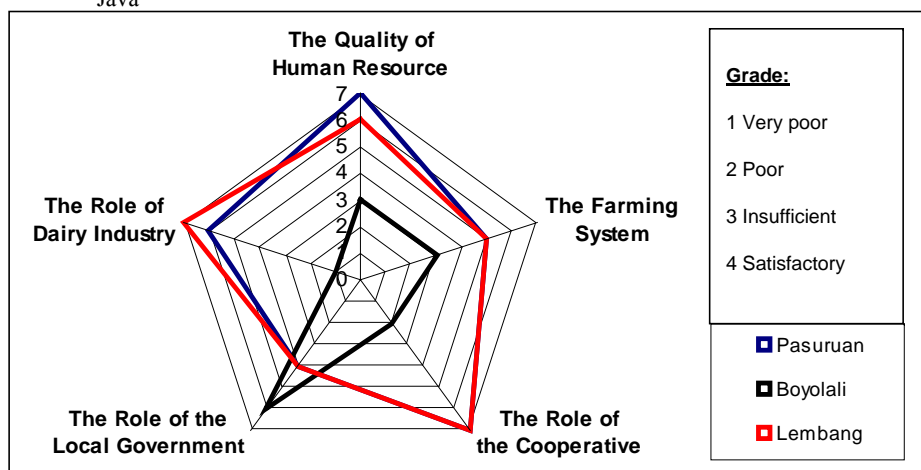 Java
The Quality of
Human Resource
7
6
5
4
3
2
1
0
The Farming
System
The Role of
the Cooperative
The Role of the
Local Government
The Role of
Dairy Industry
Grade:
1 Very poor
2 Poor
3 Insufficient
4 Satisfactory
Pasuruan
Boyolali
Lembang